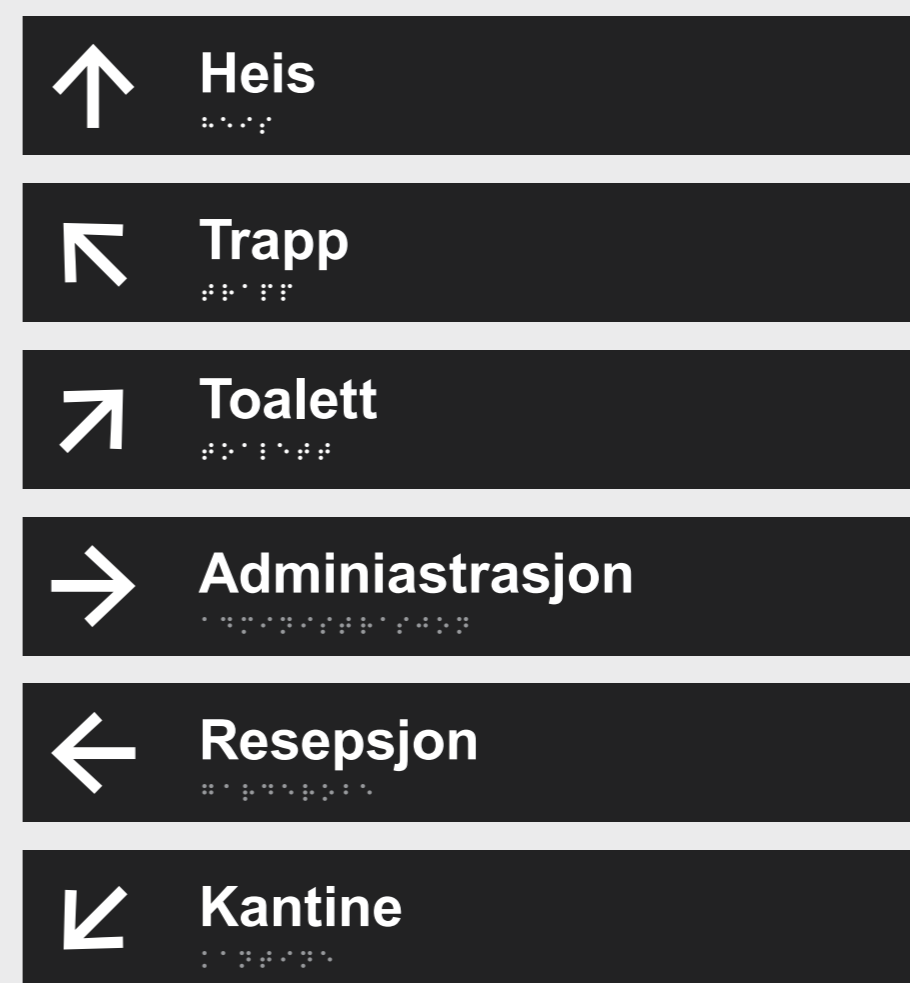 Heis
⠓⠑⠊⠎
Trapp
⠞⠗⠁⠏⠏
Toalett
⠞⠕⠁⠇⠑⠞⠞
Adminiastrasjon
⠁⠙⠍⠊⠝⠊⠎⠞⠗⠁⠎⠚⠕⠝
Resepsjon
⠛⠁⠗⠙⠑⠗⠕⠃⠑
Kantine
⠅⠁⠝⠞⠊⠝⠑